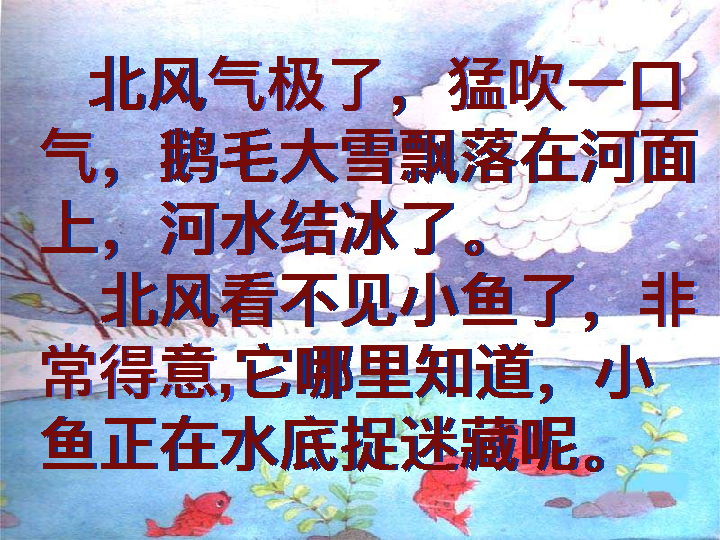 北风气极了，猛吹一口
气，鹅毛大雪飘落在河面
上，河水结冰了。
北风看不见小鱼了，非
常得意,它哪里知道，小
鱼正在水底捉迷藏呢。